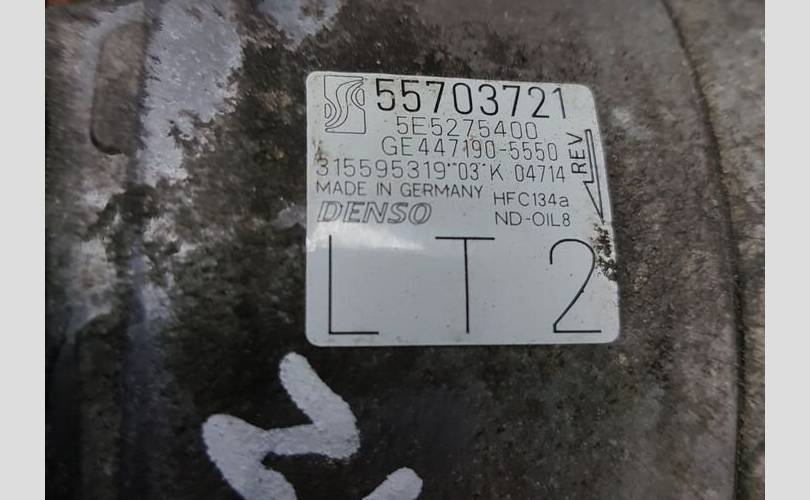 55703721
5E5275400
GE447190-5550
REV
315595319"03"K 04714
MADE IN GERMANY HFC134a
DENSO ND-OIL8
LT2